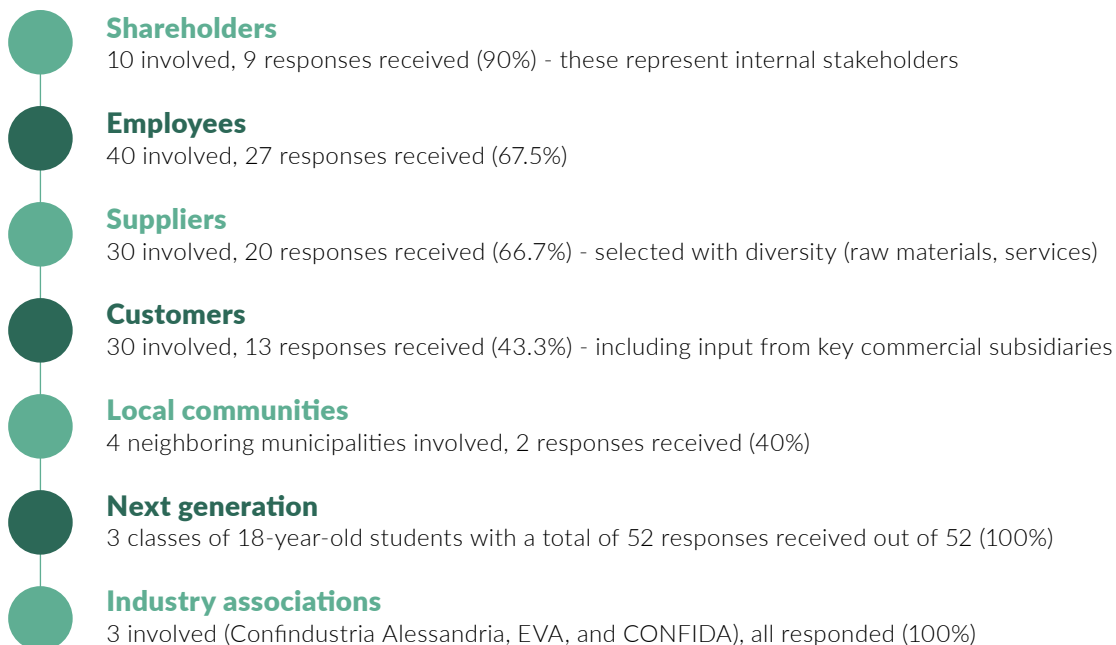 Shareholders
10 involved, 9 responses received (90%) - these represent internal stakeholders
Employees
40 involved, 27 responses received (67.5%)
Suppliers
30 involved, 20 responses received (66.7%) - selected with diversity (raw materials, services)
Customers
30 involved, 13 responses received (43.3%) - including input from key commercial subsidiaries
Local communities
4 neighboring municipalities involved, 2 responses received (40%)
Next generation
3 classes of 18-year-old students with a total of 52 responses received out of 52 (100%)
Industry associations
3 involved (Confindustria Alessandria, EVA, and CONFIDA), all responded (100%)